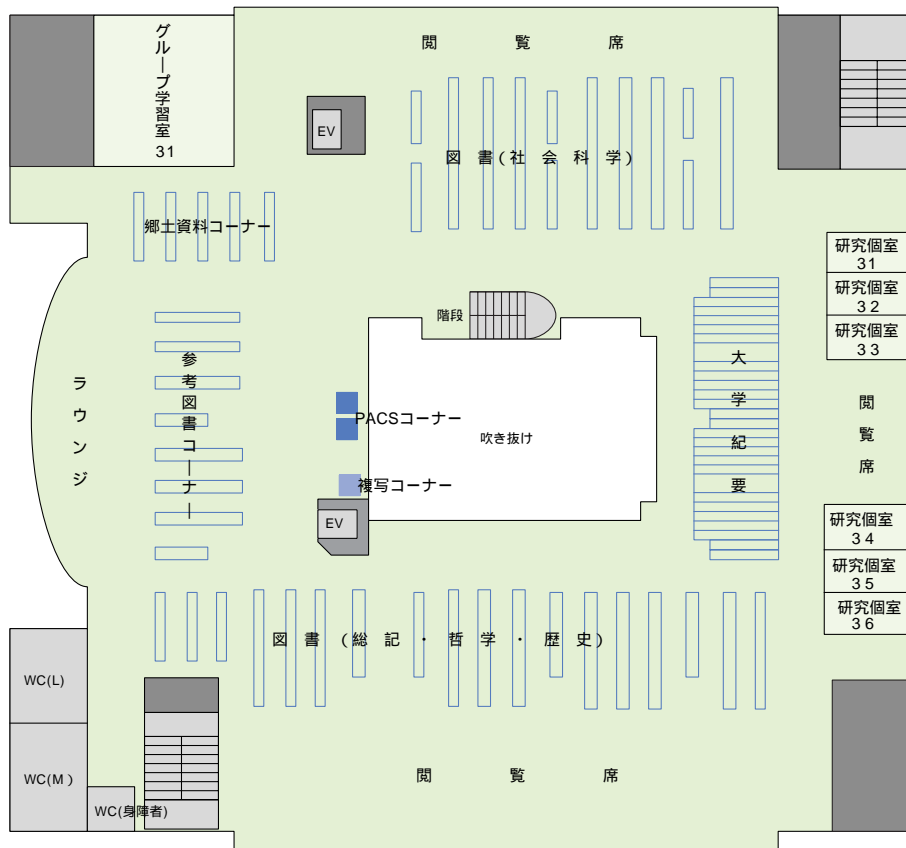 閲覧席
グループ学習室
31
EV
図書(社会科学)
郷土資料コーナー
研究個室
31
研究個室
32
研究個室
33
階段
大学紀要
ラウンジ
参考図書コーナー
PACSコーナー
吹き抜け
閲覧席
複写コーナー
EV
研究個室
34
研究個室
35
研究個室
36
図書(総記・哲学・歴史)
WC(L)
WC(M)
WC(身障者)
閲覧席